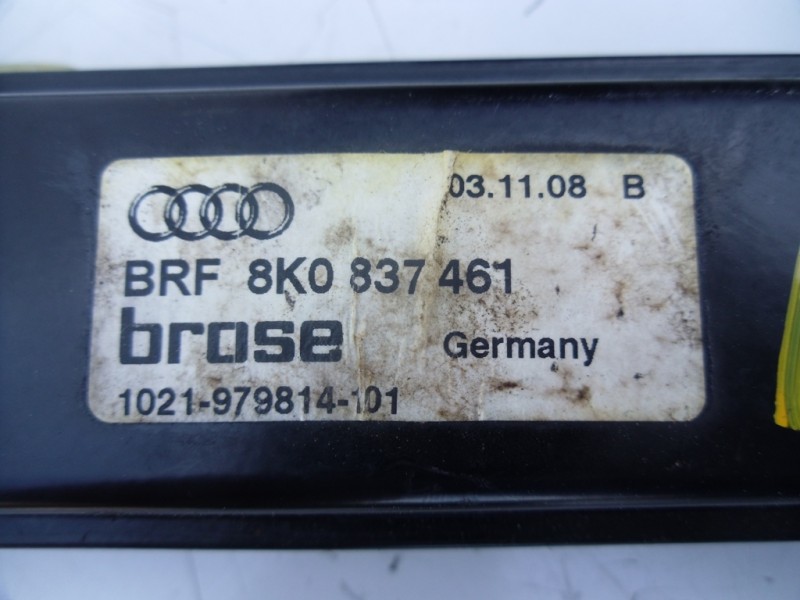 03.11.08 B
BRF 8K0 837 461
brose Germany
1021-979814-101